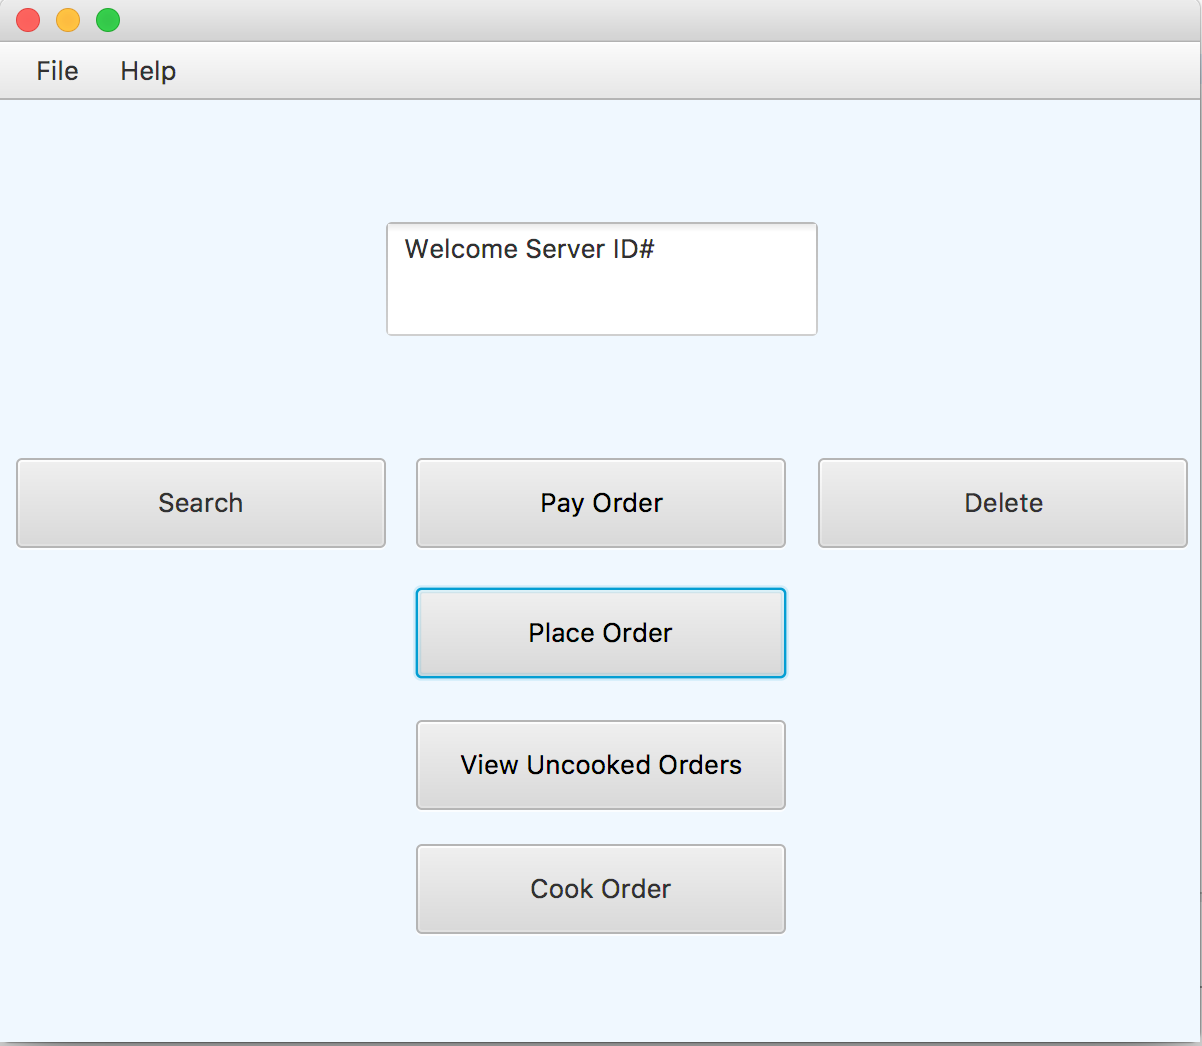 File Help
Welcome Server ID#
Search Pay Order Delete
Place Order
View Uncooked Orders
Cook Order